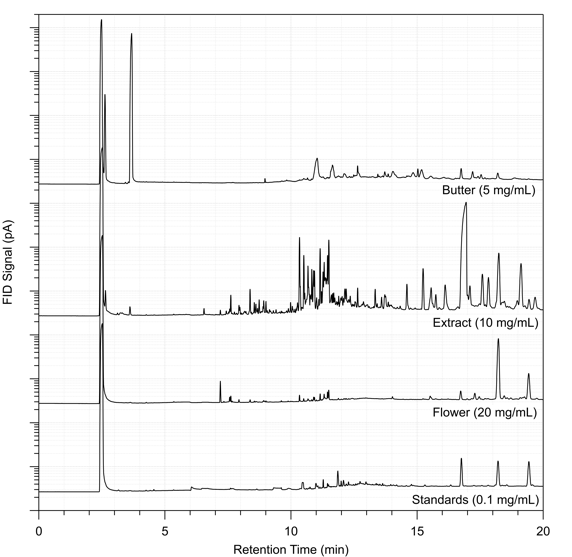 FID Signal (pA)
Butter (5 mg/mL)
Extract (10 mg/mL)
Flower (20 mg/mL)
Standards (0.1 mg/mL)
0 5 10 15 20
Retention Time (min)